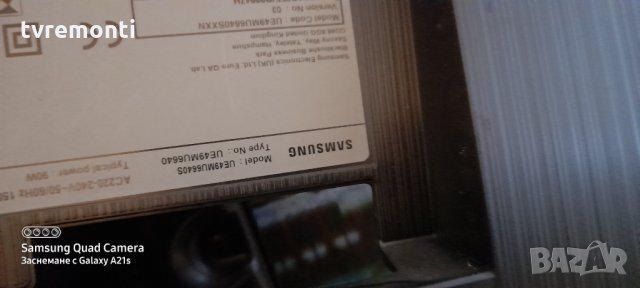 tvremonti
SAMSUNG
Model : UE49MU6640S
Type No.: UE49MU6640
AC220-240V~50/60Hz 150
Typical power: 90W
Samsung Electronics (UK) Ltd, Euro QA Lab.
Blackbushe Business Park
Saxony Way, Yateley, Hampshire
GU46 6GG United Kingdom
Model Code : UE49MU6640SXXN
Version No : 03
Samsung Quad Camera
Заснемане с Galaxy A21s
BAZAR